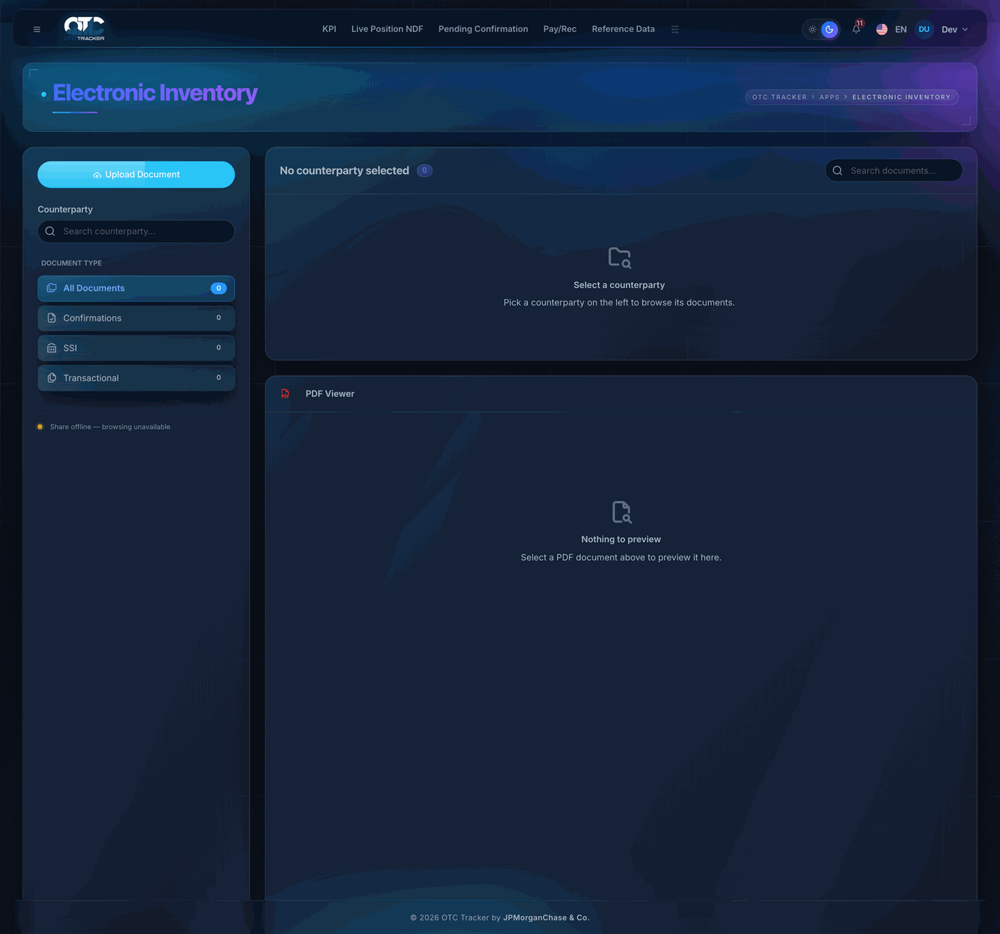 OTC
OTC TRACKER
KPI
Live Position NDF
Pending Confirmation
Pay/Rec
Reference Data
11
EN
DU
Dev
Electronic Inventory
OTC TRACKER > APPS > ELECTRONIC INVENTORY
Upload Document
Counterparty
Search counterparty...
DOCUMENT TYPE
All Documents 0
Confirmations 0
SSI 0
Transactional 0
Share offline — browsing unavailable
No counterparty selected 0
Search documents...
Select a counterparty
Pick a counterparty on the left to browse its documents.
PDF
PDF Viewer
Nothing to preview
Select a PDF document above to preview it here.
© 2026 OTC Tracker by JPMorganChase & Co.